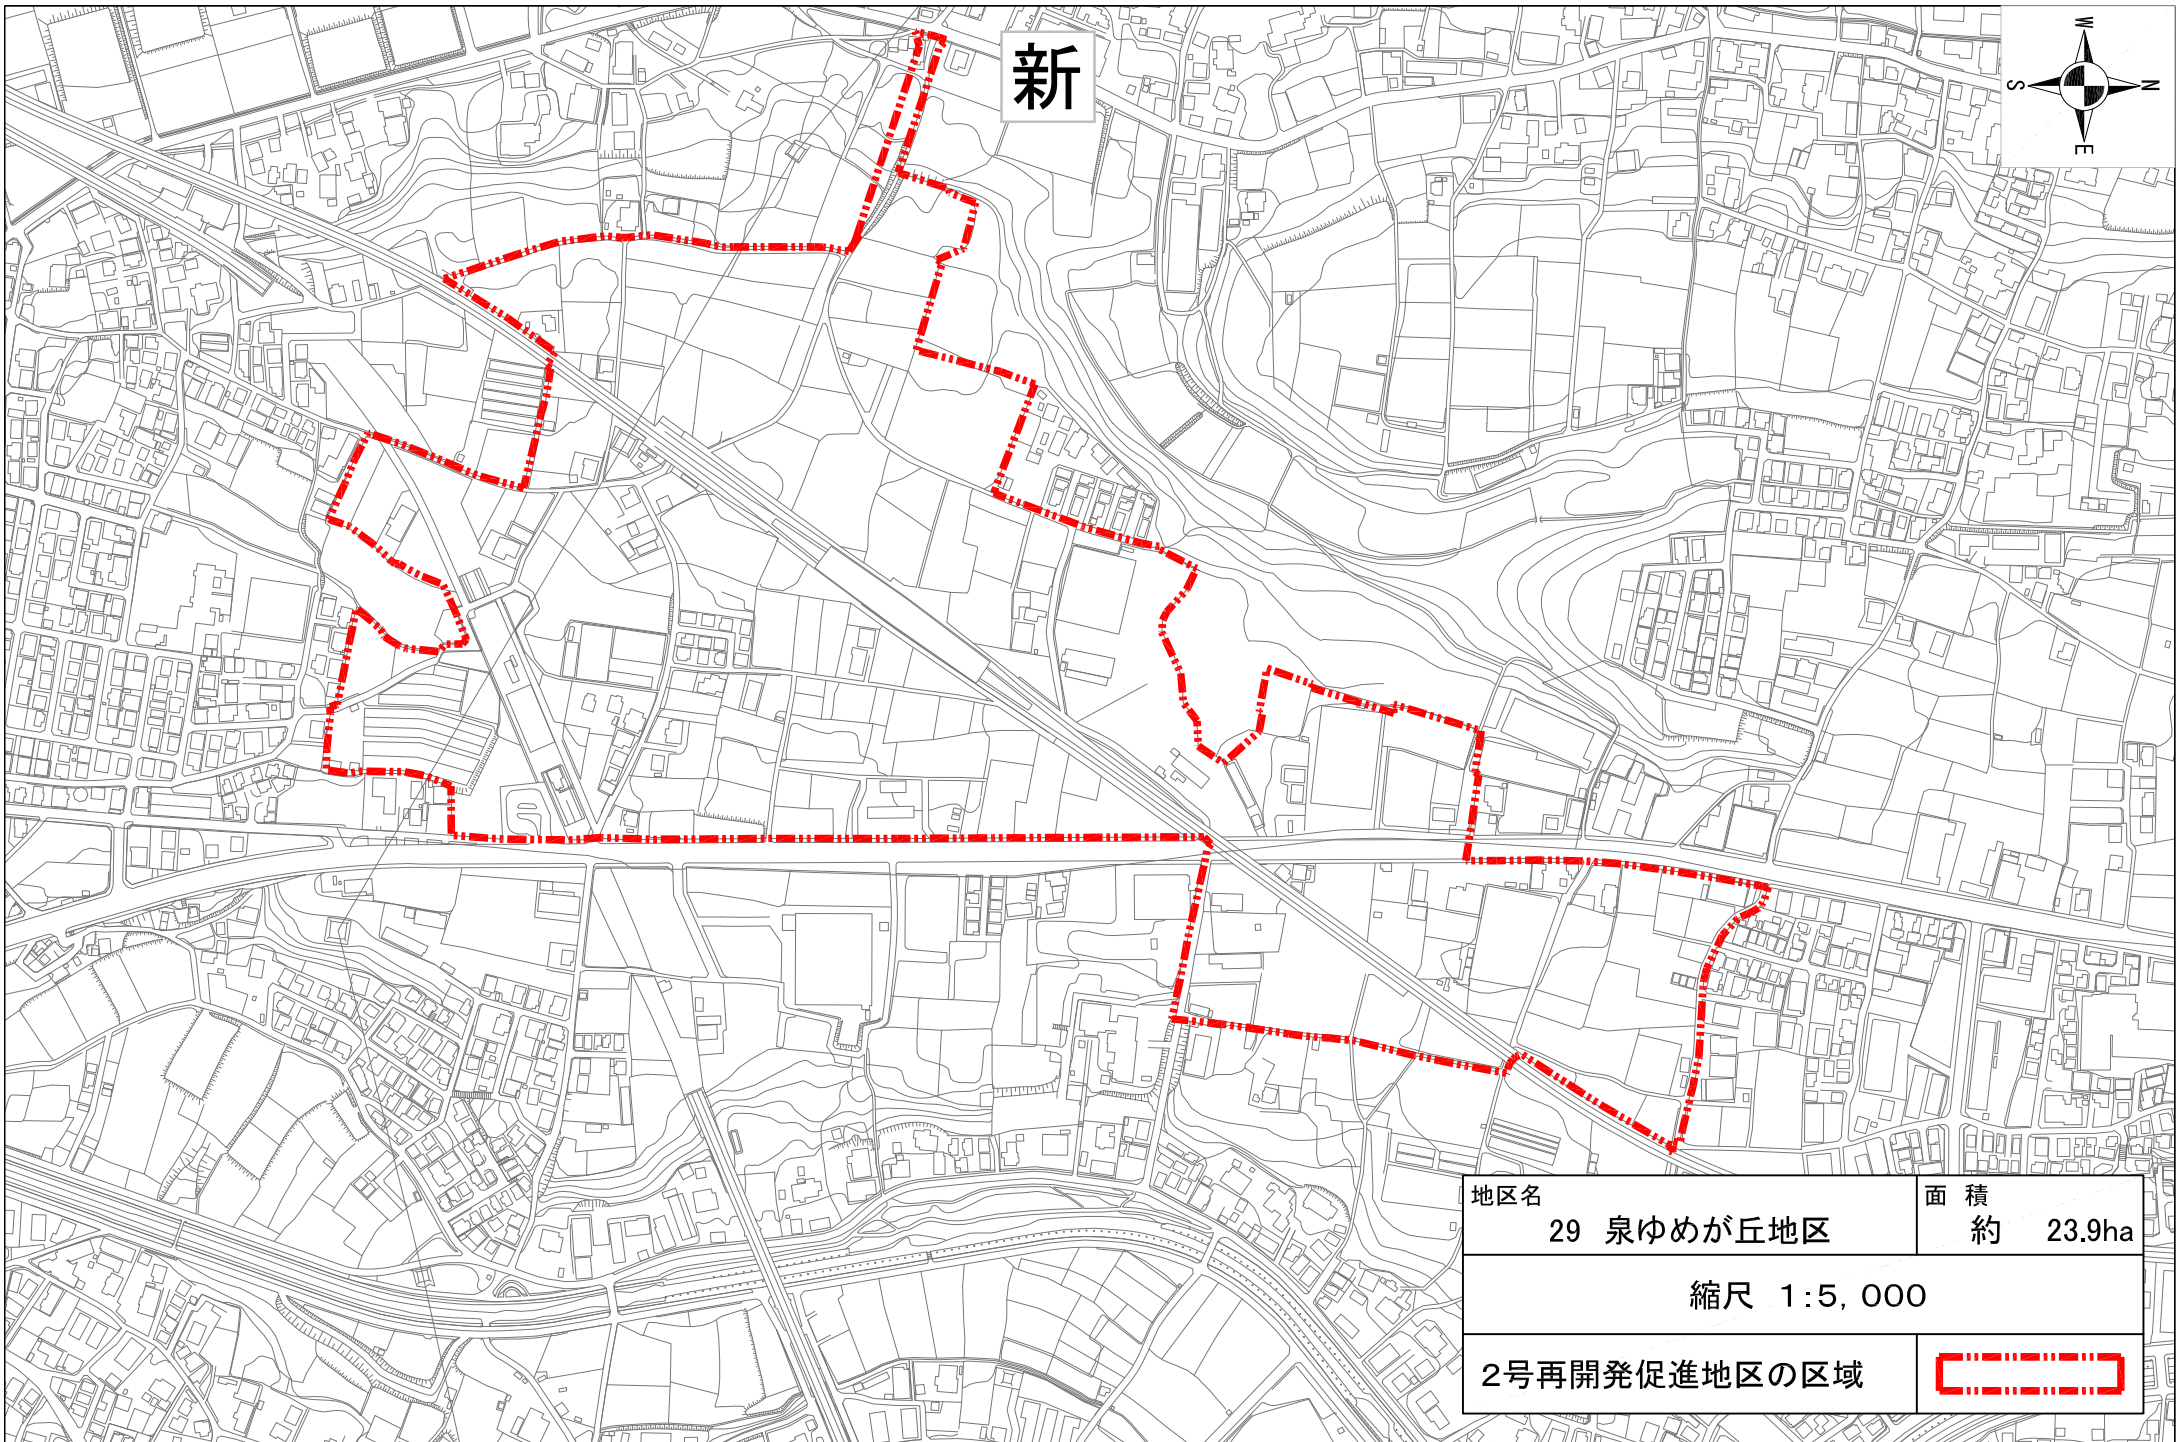 新
W
S
N
E
地区名
29 泉ゆめが丘地区
面 積
約 23.9ha
縮尺 1:5,000
2号再開発促進地区の区域